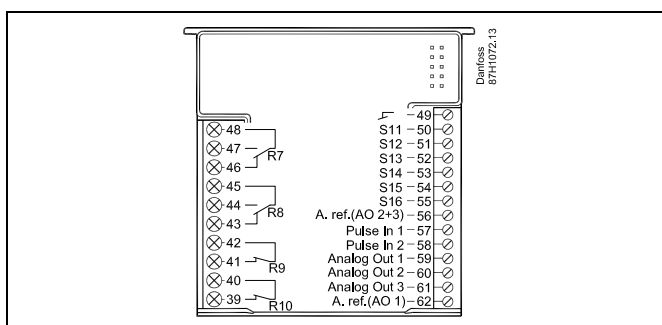 Danfoss
87H1072.13
48
47
R7
46
45
44
R8
43
42
41
R9
40
39
R10
49
S11 50
S12 51
S13 52
S14 53
S15 54
S16 55
A. ref.(AO 2+3) 56
Pulse In 1 57
Pulse In 2 58
Analog Out 1 59
Analog Out 2 60
Analog Out 3 61
A. ref.(AO 1) 62